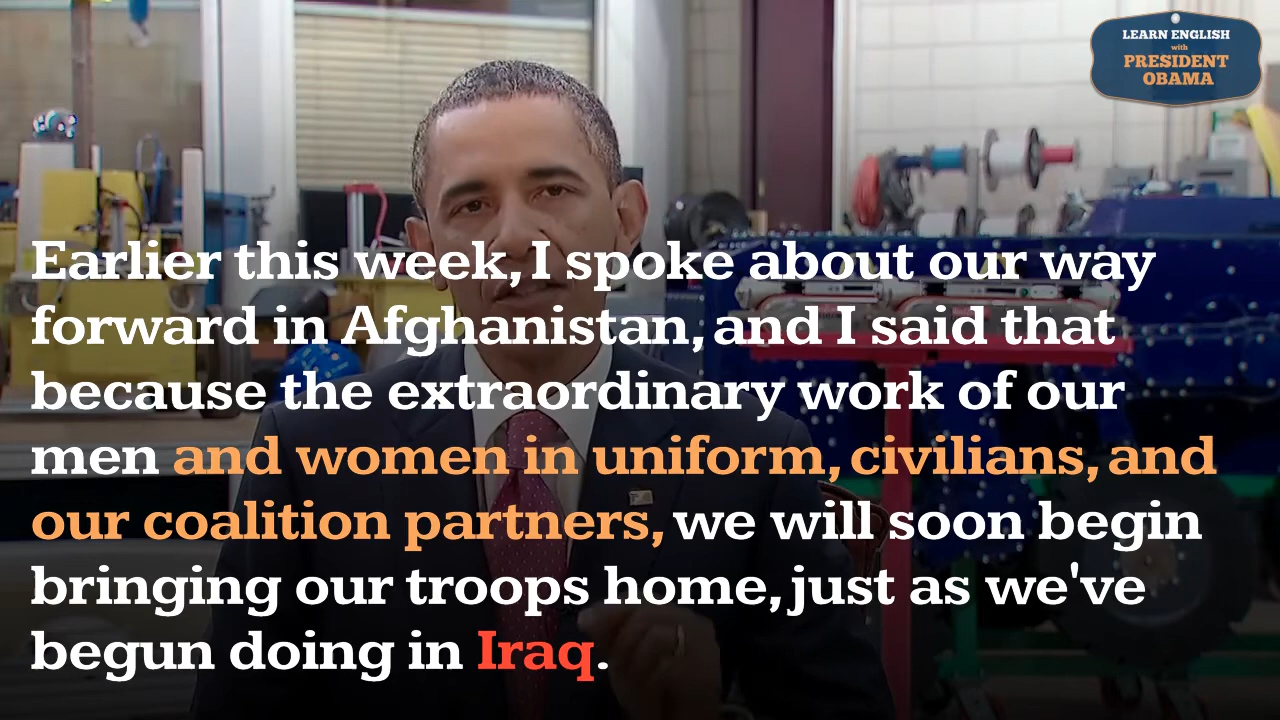 LEARN ENGLISH
with
PRESIDENT
OBAMA
Earlier this week, I spoke about our way
forward in Afghanistan, and I said that
because the extraordinary work of our
men and women in uniform, civilians, and
our coalition partners, we will soon begin
bringing our troops home, just as we've
begun doing in Iraq.